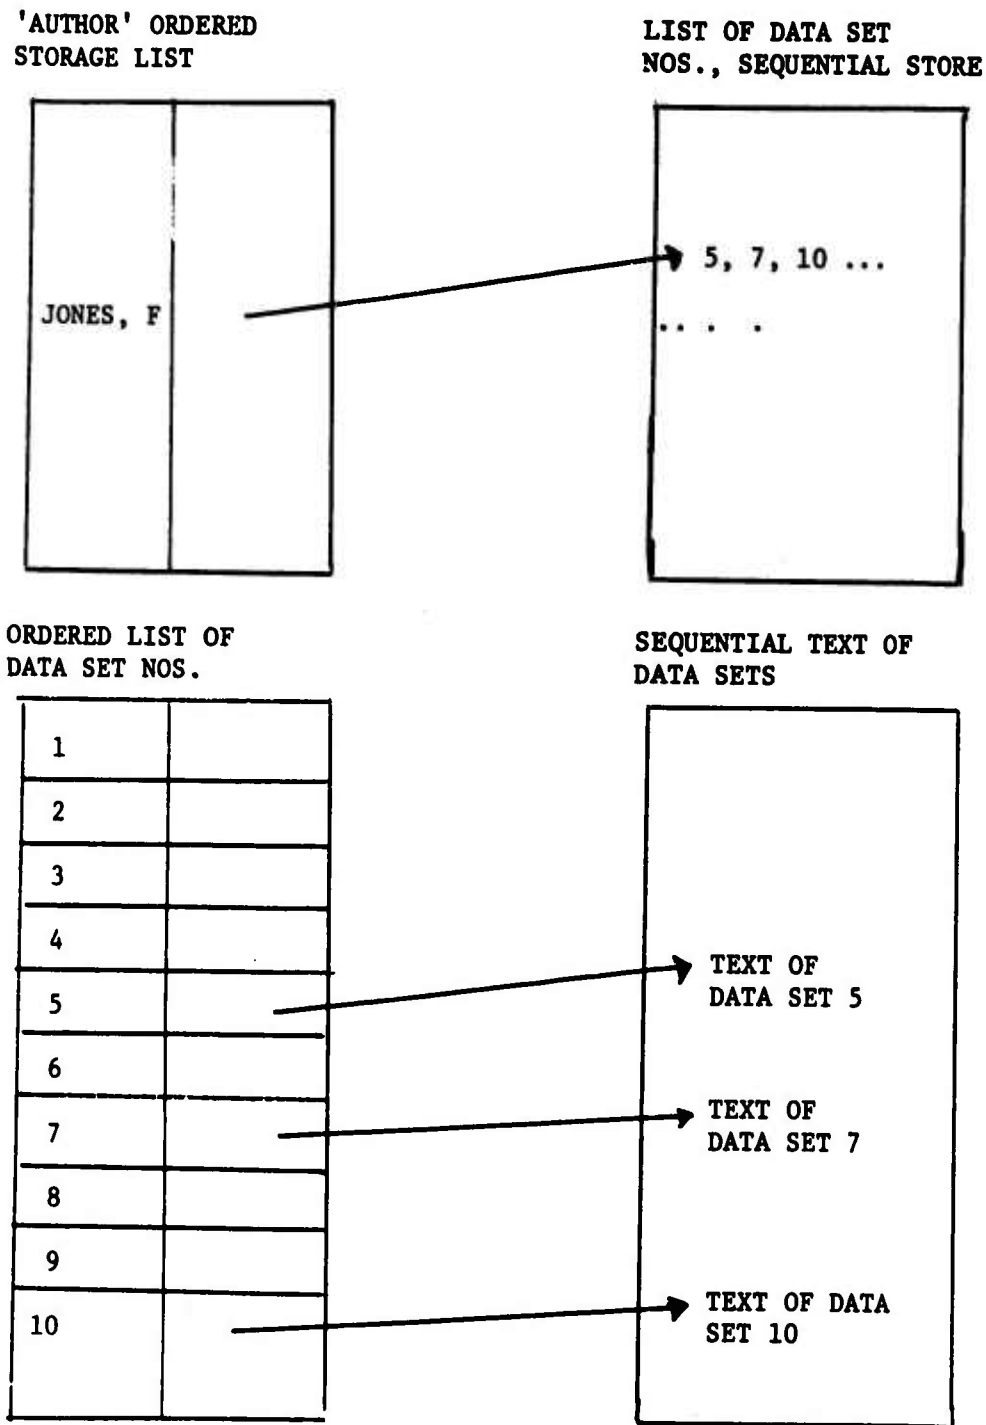 'AUTHOR' ORDERED
STORAGE LIST
LIST OF DATA SET
NOS., SEQUENTIAL STORE
5, 7, 10 ...
JONES, F
.. . .
ORDERED LIST OF
DATA SET NOS.
SEQUENTIAL TEXT OF
DATA SETS
1
2
3
4
5
6
7
8
9
10
TEXT OF
DATA SET 5
TEXT OF
DATA SET 7
TEXT OF DATA
SET 10